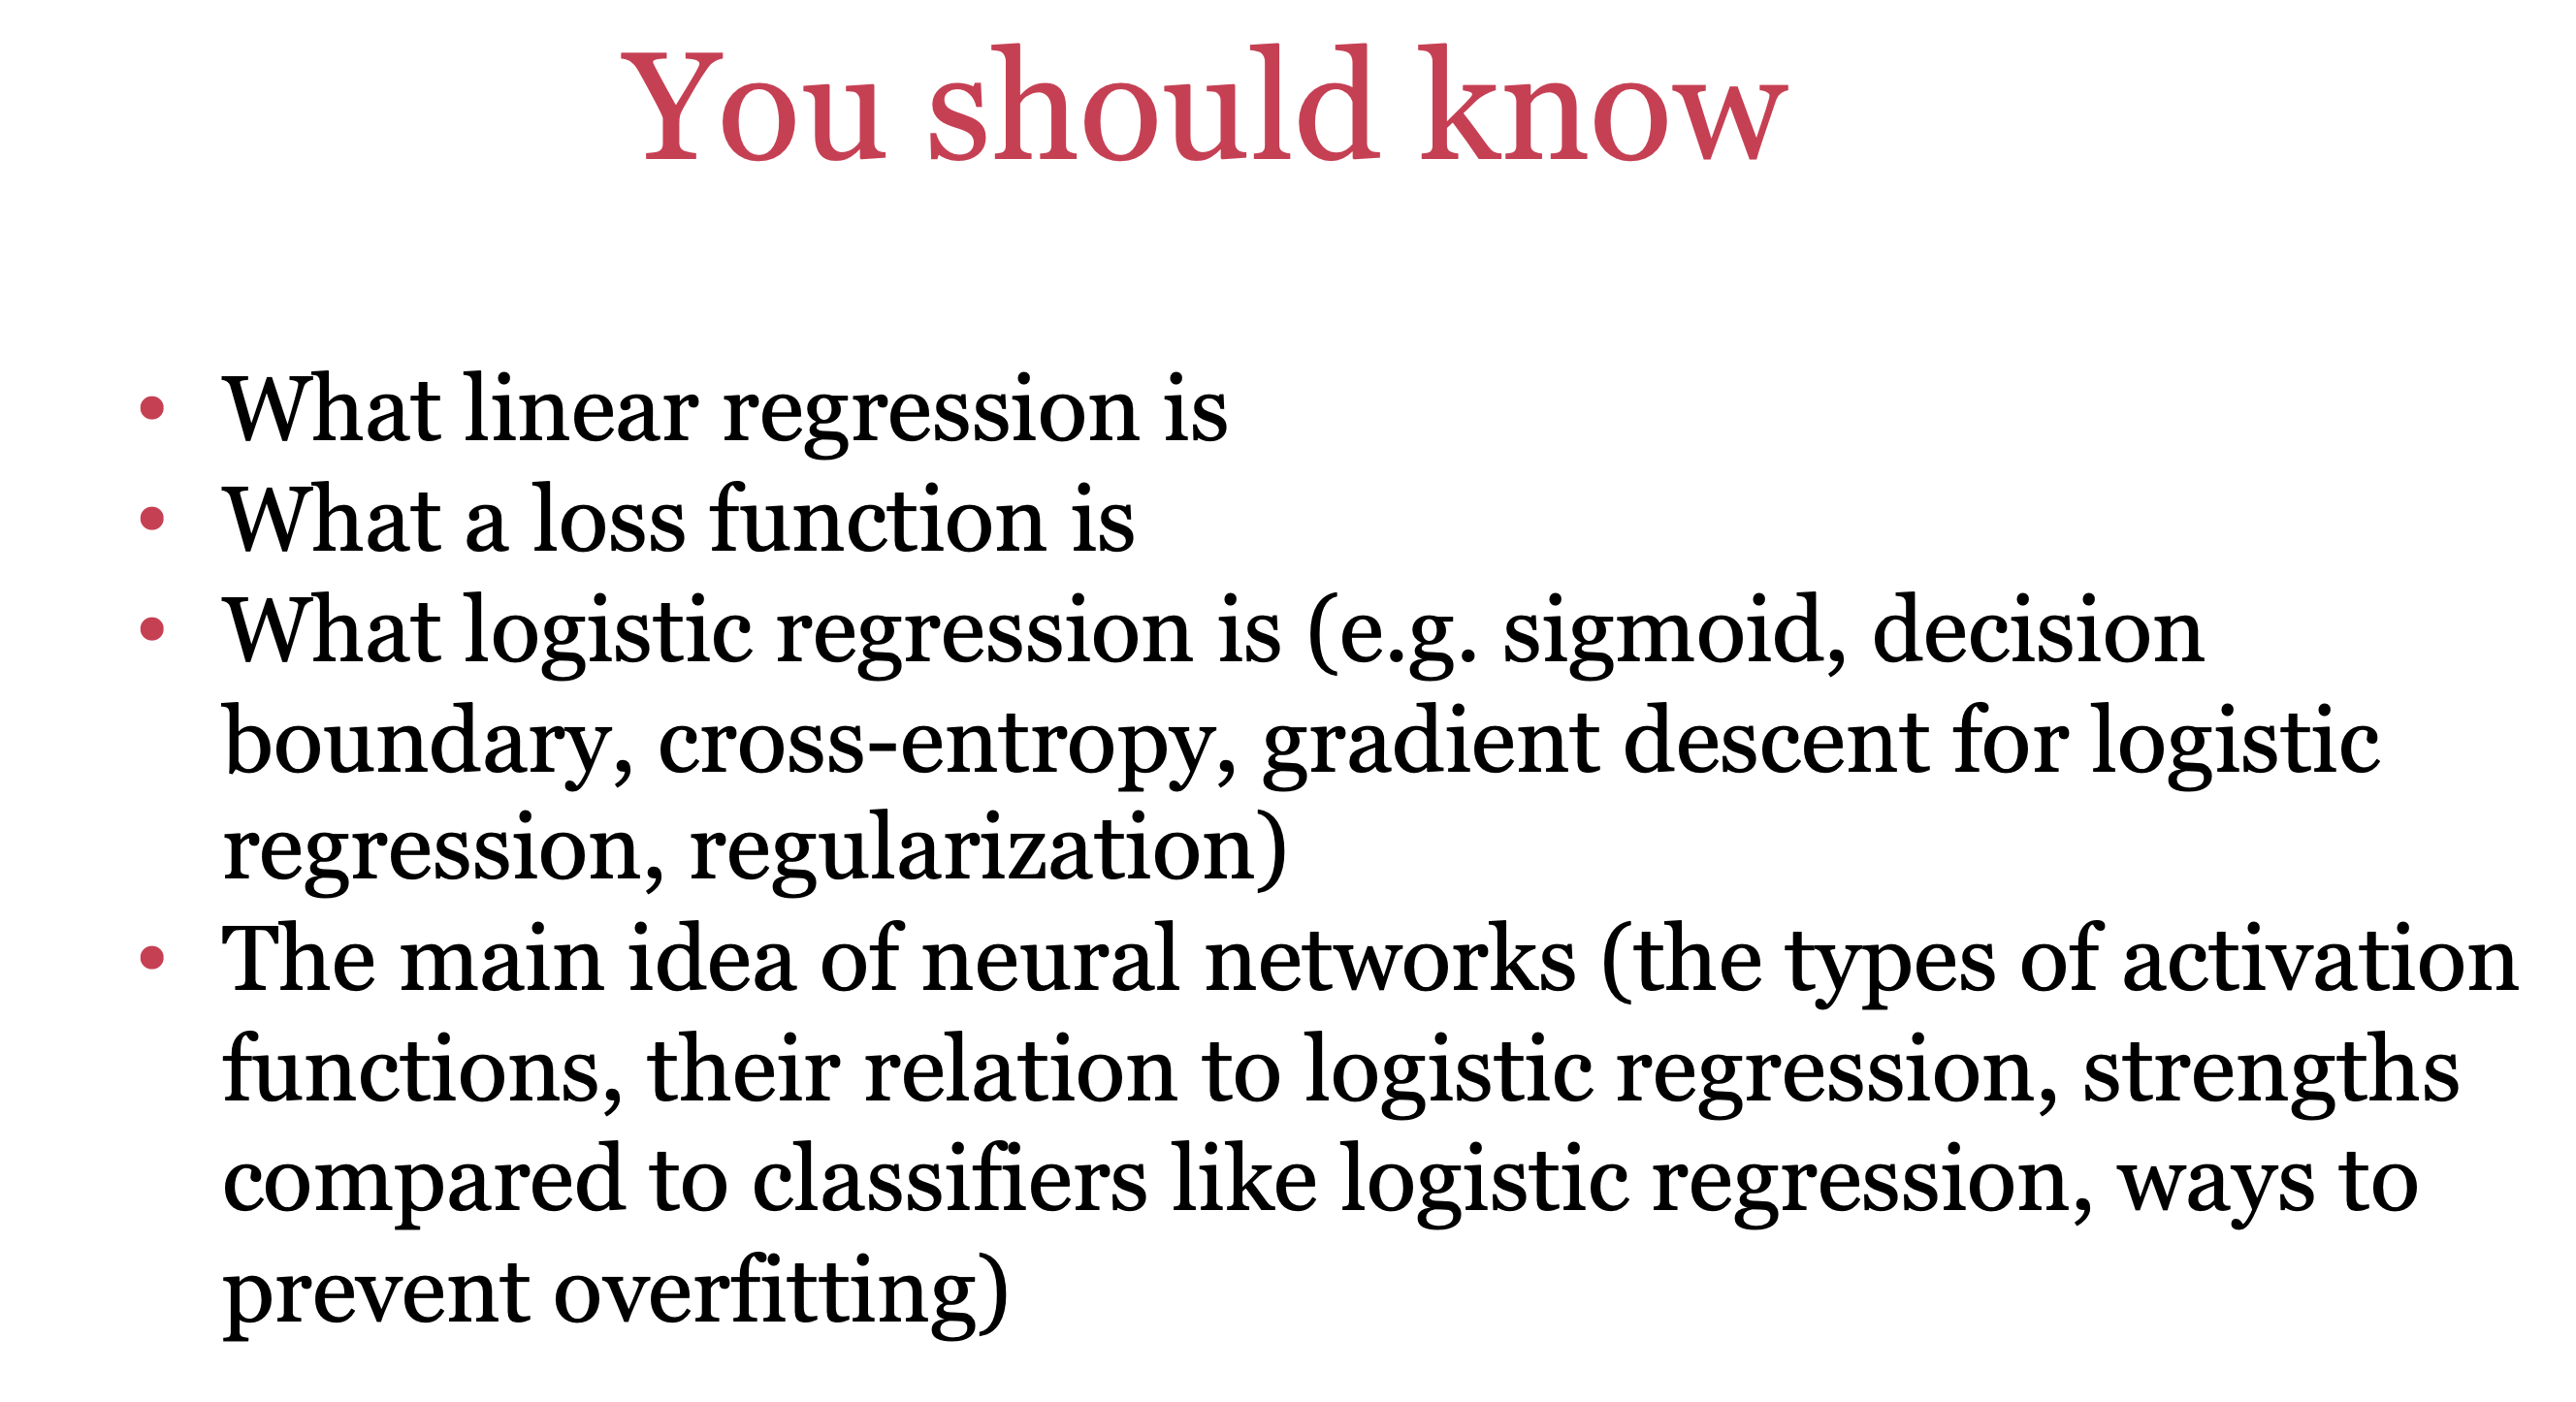 You should know
• What linear regression is
• What a loss function is
• What logistic regression is (e.g. sigmoid, decision
boundary, cross-entropy, gradient descent for logistic
regression, regularization)
• The main idea of neural networks (the types of activation
functions, their relation to logistic regression, strengths
compared to classifiers like logistic regression, ways to
prevent overfitting)